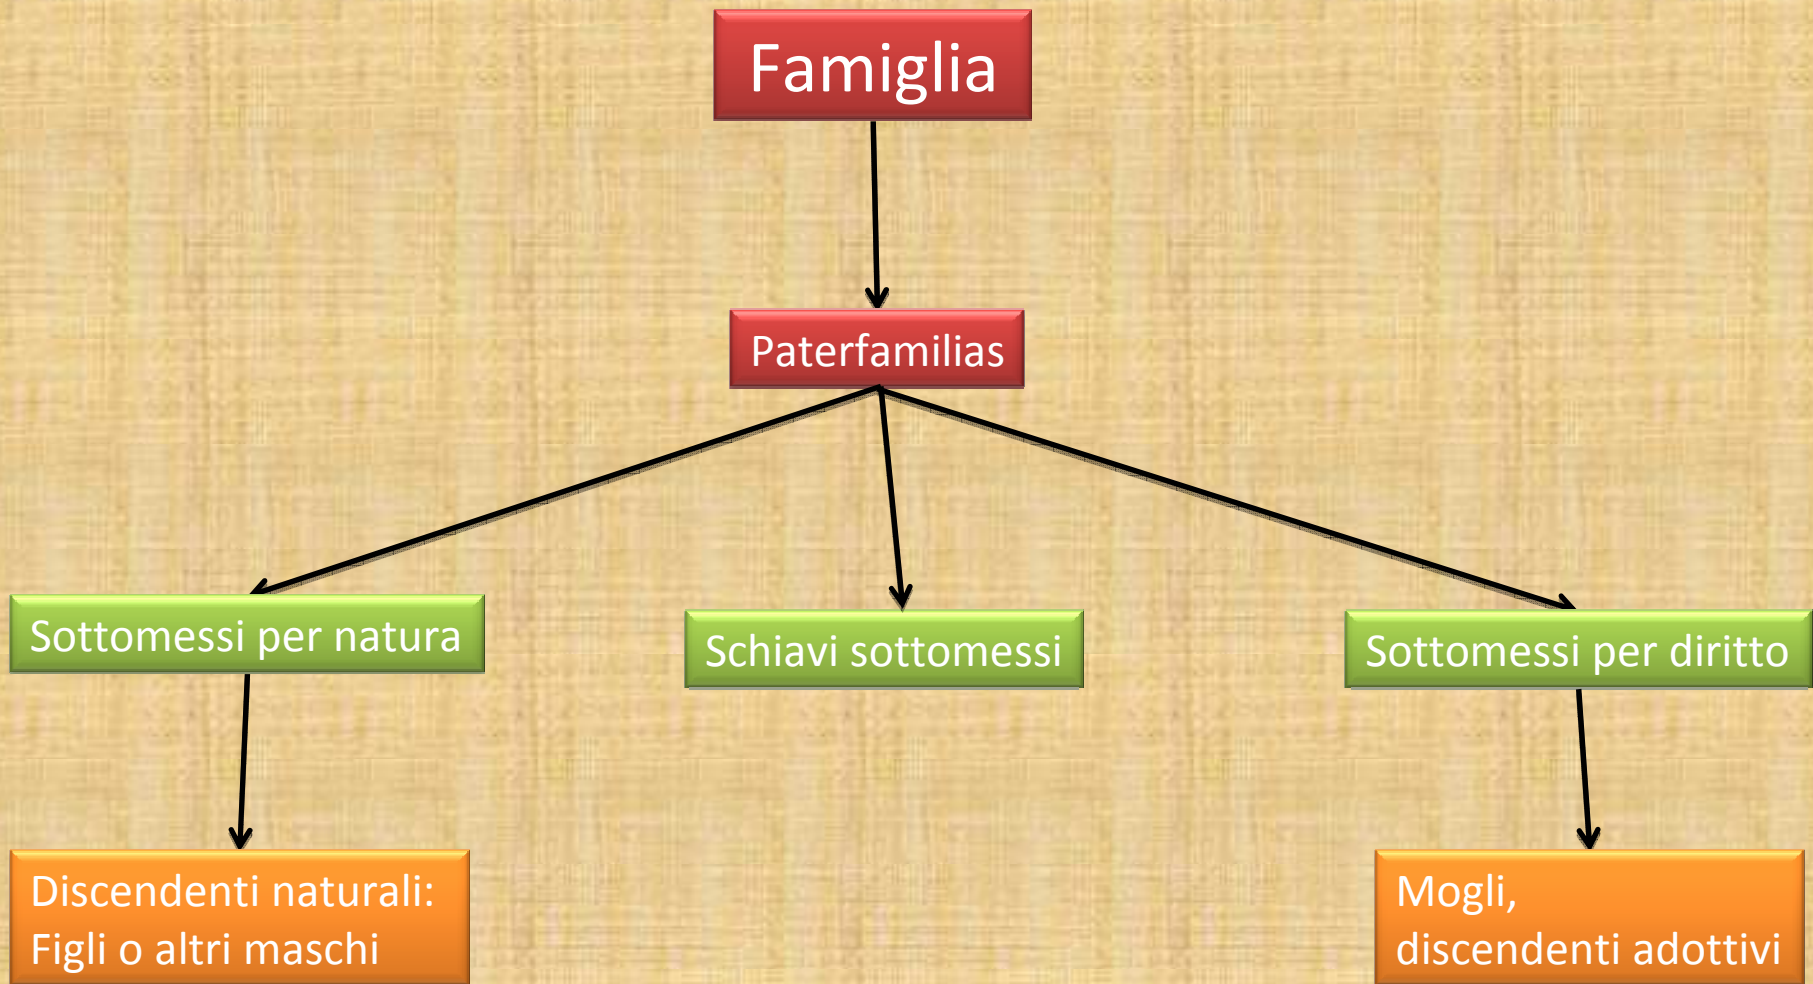 Famiglia
Paterfamilias
Sottomessi per natura
Schiavi sottomessi
Sottomessi per diritto
Discendenti naturali:
Figli o altri maschi
Mogli,
discendenti adottivi